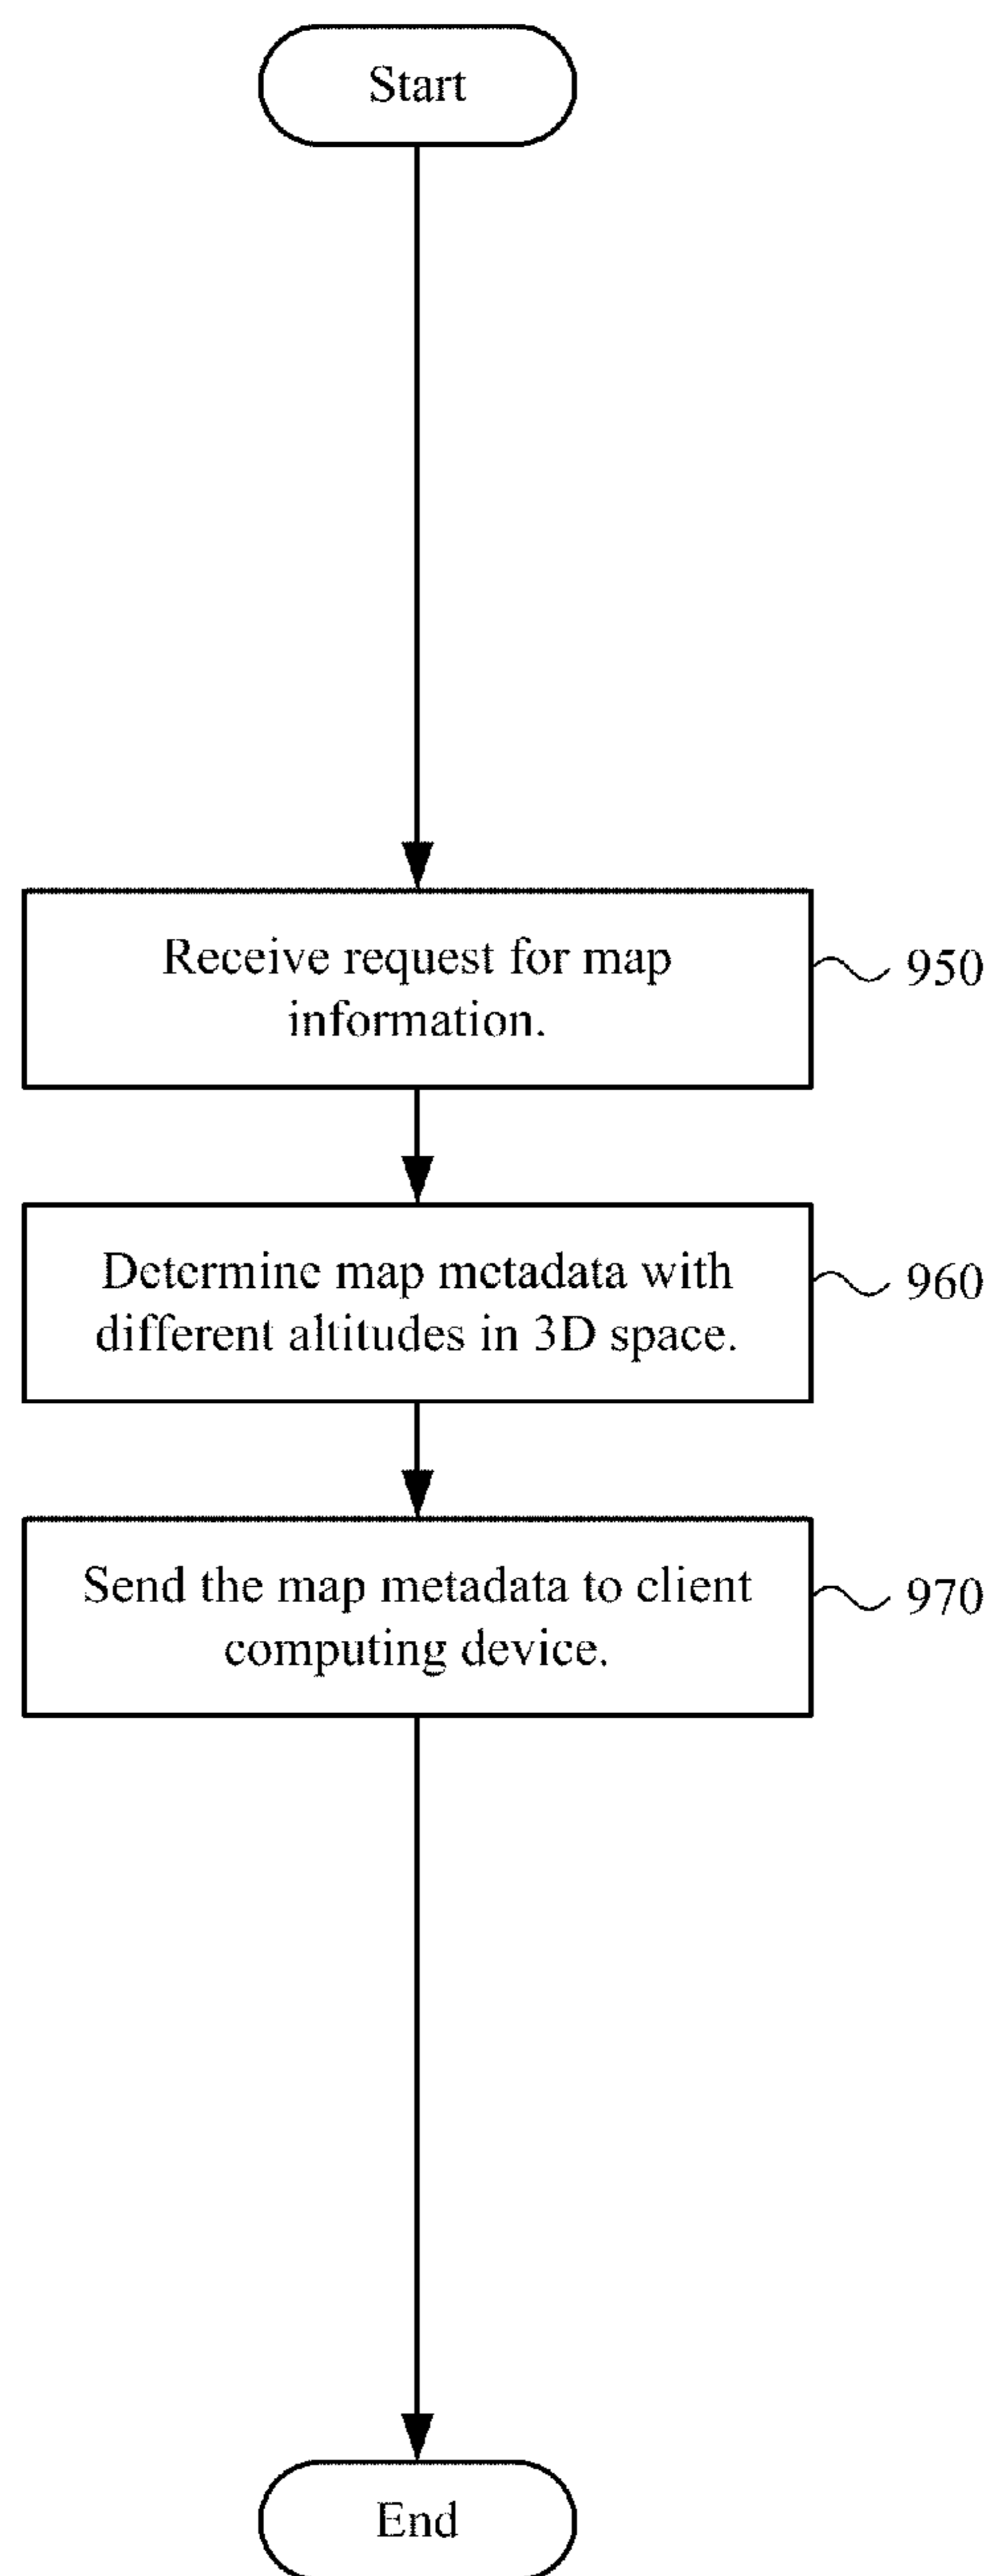 Start
Receive request for map
information.
950
Determine map metadata with
different altitudes in 3D space.
960
Send the map metadata to client
computing device.
970
End